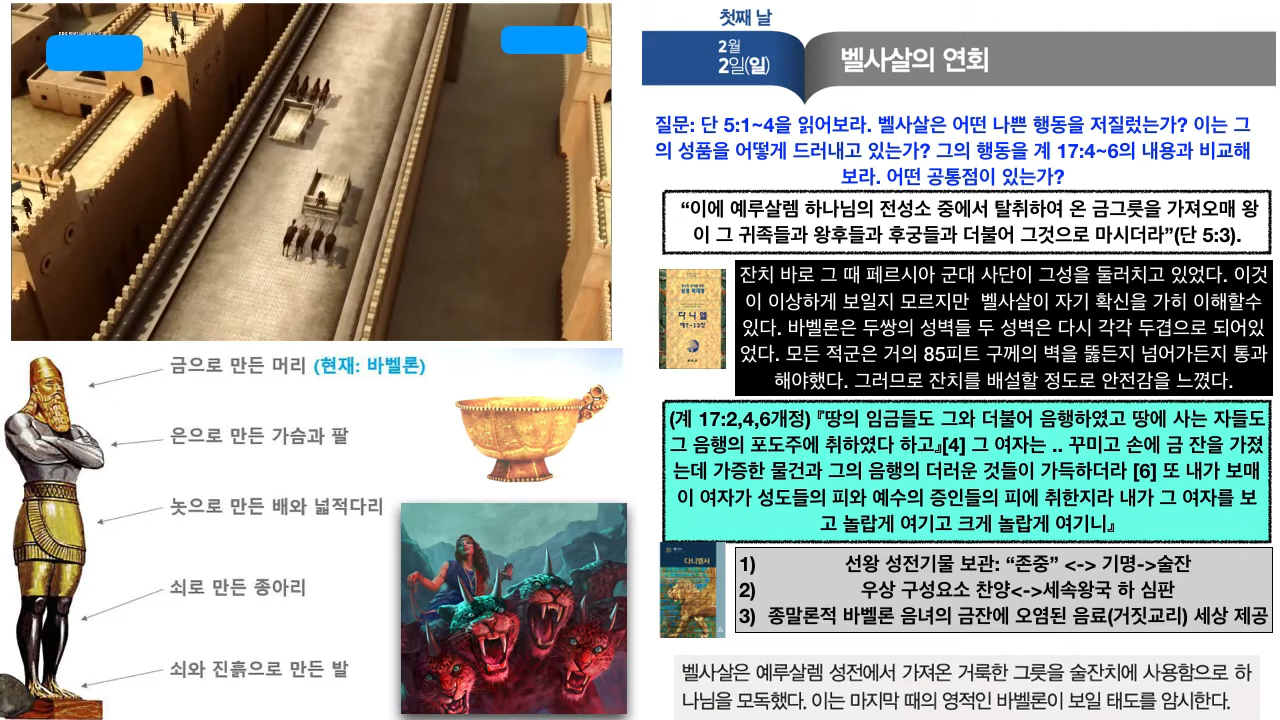 금으로 만든 머리 (현재: 바벨론)
은으로 만든 가슴과 팔
놋으로 만든 배와 넓적다리
쇠로 만든 종아리
쇠와 진흙으로 만든 발
첫째 날
2월
2일(일)
벨사살의 연회
질문: 단 5:1~4을 읽어보라. 벨사살은 어떤 나쁜 행동을 저질렀는가? 이는 그
의 성품을 어떻게 드러내고 있는가? 그의 행동을 계 17:4~6의 내용과 비교해
보라. 어떤 공통점이 있는가?
“이에 예루살렘 하나님의 전성소 중에서 탈취하여 온 금그릇을 가져오매 왕
이 그 귀족들과 왕후들과 후궁들과 더불어 그것으로 마시더라”(단 5:3).
다니엘
잔치 바로 그 때 페르시아 군대 사단이 그성을 둘러치고 있었다. 이것
이 이상하게 보일지 모르지만 벨사살이 자기 확신을 가히 이해할수
있다. 바벨론은 두쌍의 성벽들 두 성벽은 다시 각각 두겹으로 되어있
었다. 모든 적군은 거의 85피트 구께의 벽을 뚫든지 넘어가든지 통과
해야했다. 그러므로 잔치를 배설할 정도로 안전감을 느꼈다.
(계 17:2,4,6개정) 『땅의 임금들도 그와 더불어 음행하였고 땅에 사는 자들도
그 음행의 포도주에 취하였다 하고』[4] 그 여자는 .. 꾸미고 손에 금 잔을 가졌
는데 가증한 물건과 그의 음행의 더러운 것들이 가득하더라 [6] 또 내가 보매
이 여자가 성도들의 피와 예수의 증인들의 피에 취한지라 내가 그 여자를 보
고 놀랍게 여기고 크게 놀랍게 여기니』
다니엘서
1) 선왕 성전기물 보관: “존중” <-> 기명->술잔
2) 우상 구성요소 찬양<->세속왕국 하 심판
3) 종말론적 바벨론 음녀의 금잔에 오염된 음료(거짓교리) 세상 제공
벨사살은 예루살렘 성전에서 가져온 거룩한 그릇을 술잔치에 사용함으로 하
나님을 모독했다. 이는 마지막 때의 영적인 바벨론이 보일 태도를 암시한다.